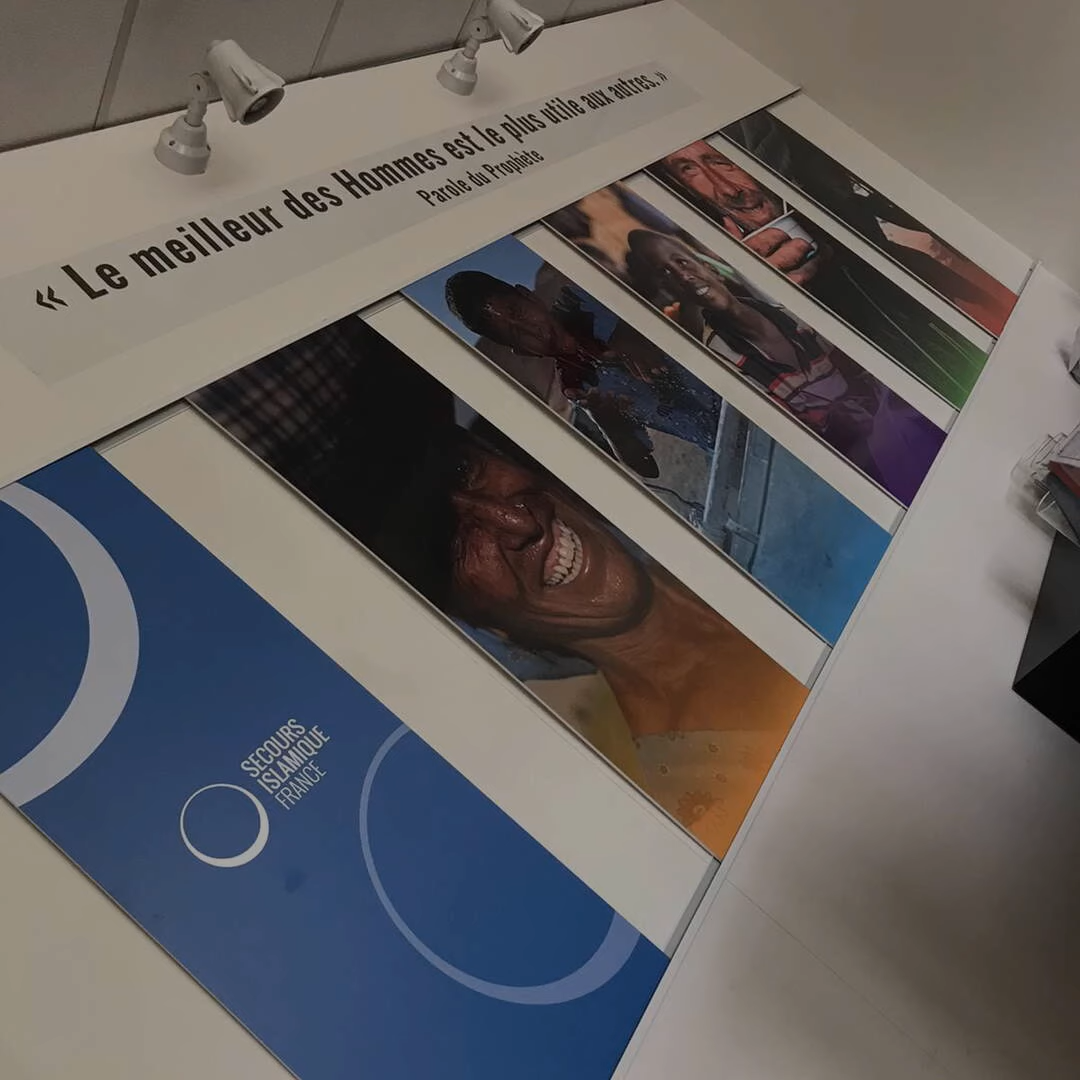 « Le meilleur des Hommes est le plus utile aux autres. »
Parole du Prophète
SECOURS
ISLAMIQUE
FRANCE